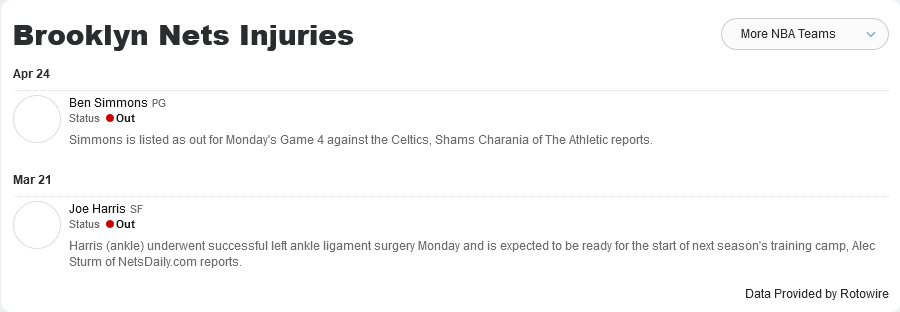 Brooklyn Nets Injuries
More NBA Teams
Apr 24
Ben Simmons PG
Status Out
Simmons is listed as out for Monday's Game 4 against the Celtics, Shams Charania of The Athletic reports.
Mar 21
Joe Harris SF
Status Out
Harris (ankle) underwent successful left ankle ligament surgery Monday and is expected to be ready for the start of next season's training camp, Alec
Sturm of NetsDaily.com reports.
Data Provided by Rotowire